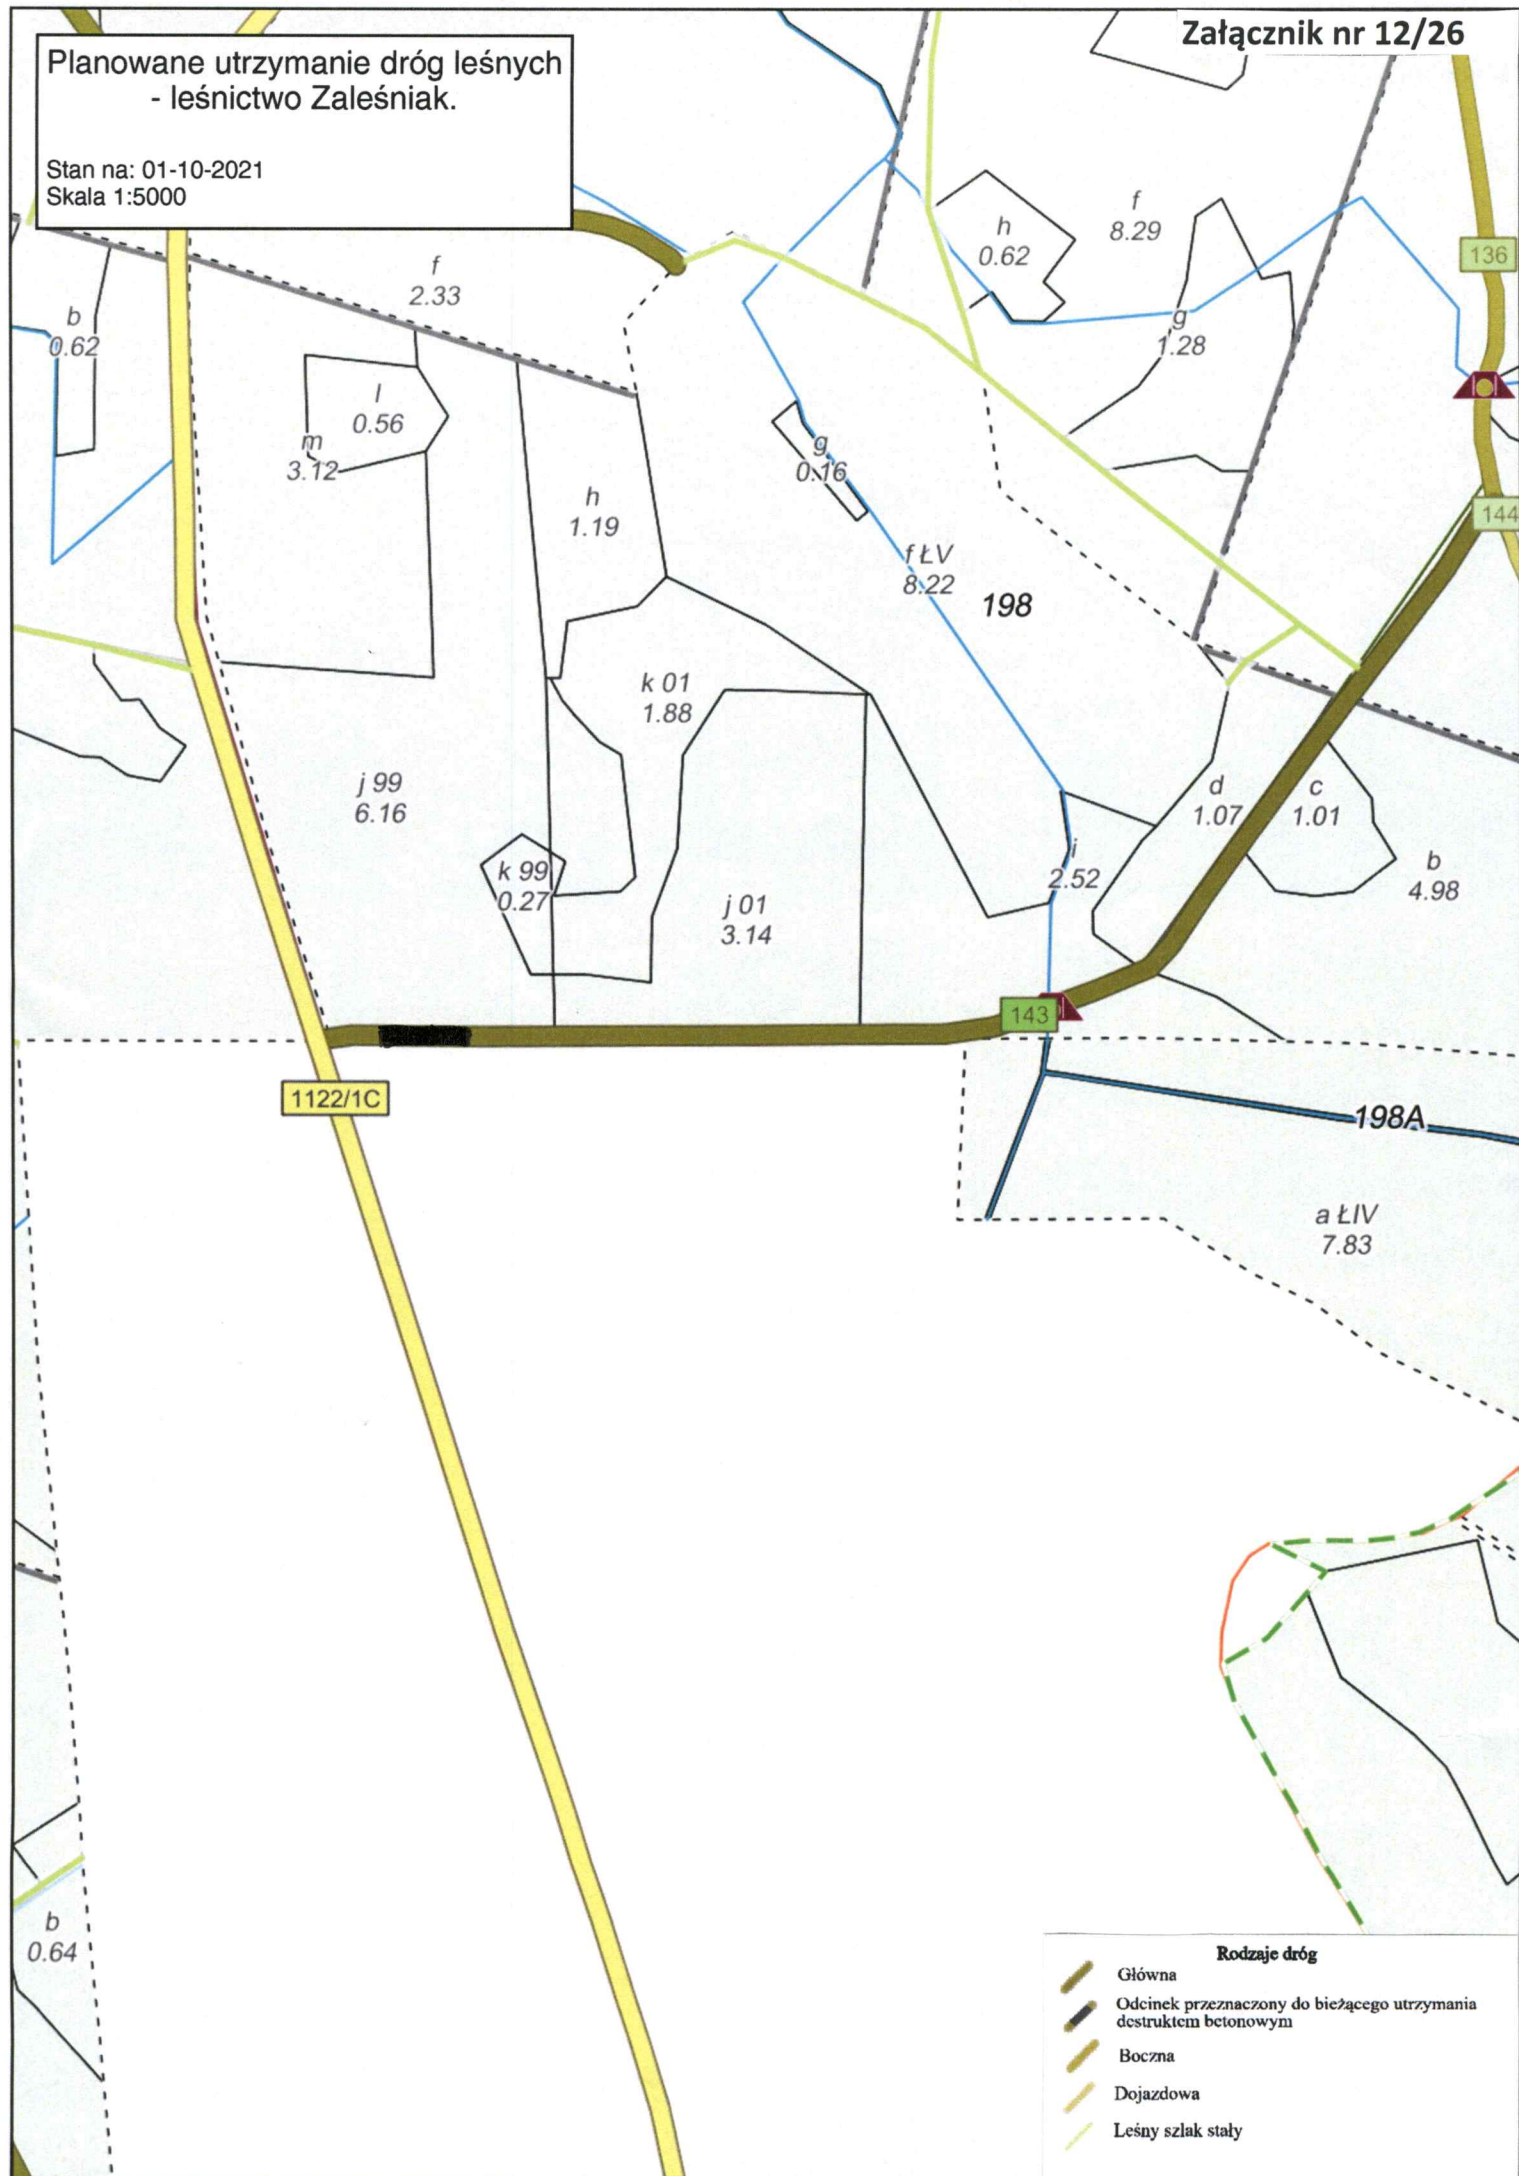 Załącznik nr 12/26
Planowane utrzymanie dróg leśnych
- leśnictwo Zaleśniak.
Stan na: 01-10-2021
Skala 1:5000
f
8.29
h
0.62
136
f
2.33
b
0.62
g
1.28
l
0.56
m
3.12
g
0.16
h
1.19
144
f ŁV
8.22
198
k 01
1.88
j 99
6.16
d
1.07
c
1.01
i
2.52
b
4.98
k 99
0.27
j 01
3.14
143
1122/1C
198A
a ŁIV
7.83
b
0.64
Rodzaje dróg
Główna
Odcinek przeznaczony do bieżącego utrzymania
destruktem betonowym
Boczna
Dojazdowa
Leśny szlak stały